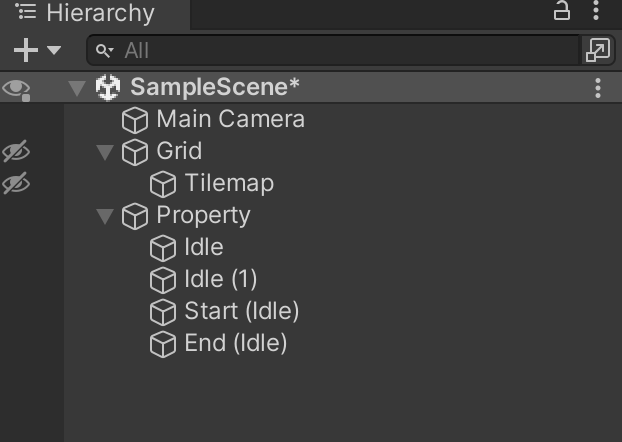 Hierarchy
All
SampleScene*
Main Camera
Grid
Tilemap
Property
Idle
Idle (1)
Start (Idle)
End (Idle)